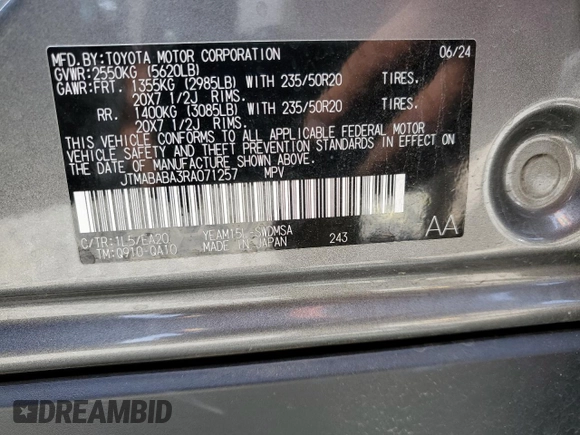 MFD.BY:TOYOTA MOTOR CORPORATION 06/24
GVWR:2550KG (5620LB)
GAWR:FRT. 1355KG (2985LB) WITH 235/50R20 TIRES.
20X7 1/2J RIMS.
RR. 1400KG (3085LB) WITH 235/50R20 TIRES.
20X7 1/2J RIMS.
THIS VEHICLE CONFORMS TO ALL APPLICABLE FEDERAL MOTOR
VEHICLE SAFETY AND THEFT PREVENTION STANDARDS IN EFFECT ON
THE DATE OF MANUFACTURE SHOWN ABOVE.
JTMABABA3RA071257 MPV
C/TR:1L5/EA20 YEAM15L-SWDMSA AA
TM:Q910-QA10 MADE IN JAPAN 243
DREAMBID